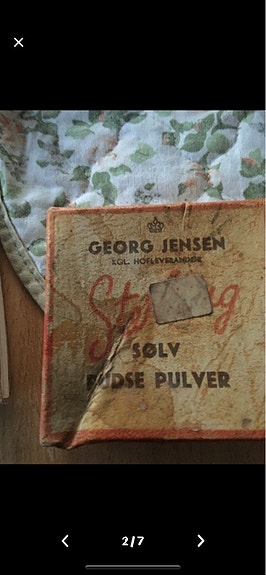 GEORG JENSEN
KGL. HOFLEVERANDØR
SØLV
PUDSE PULVER
2/7